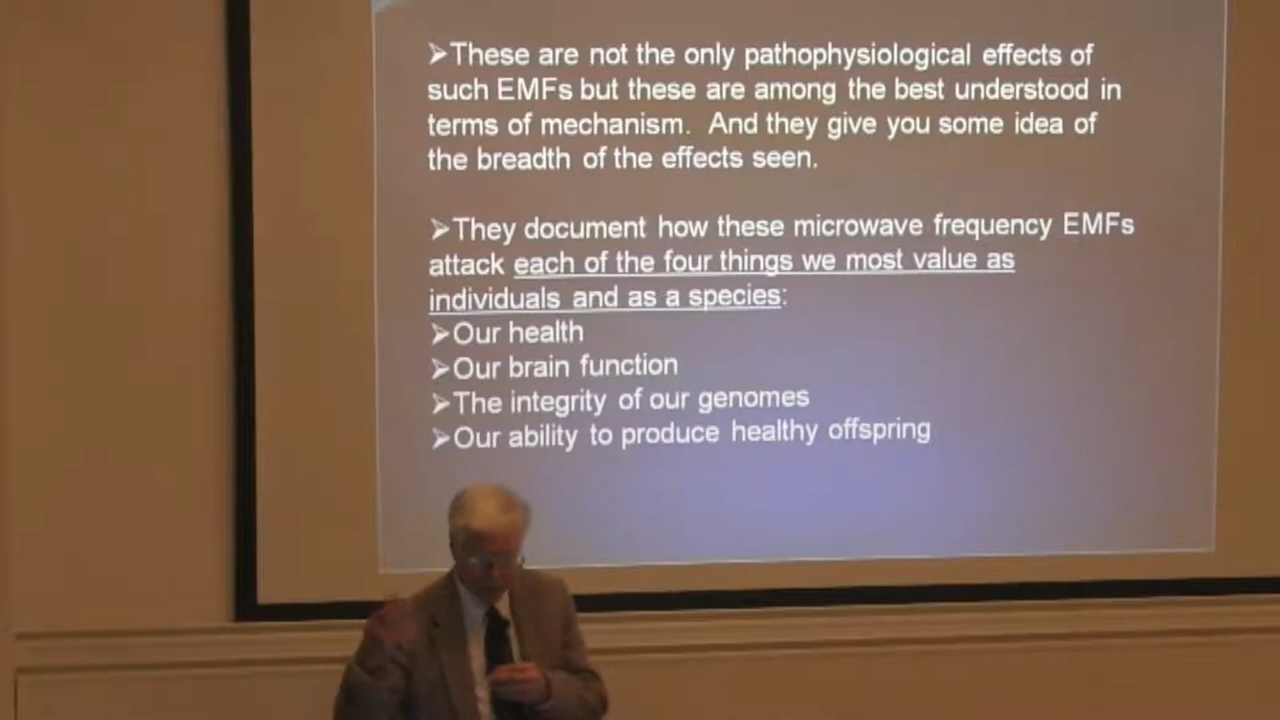 ➢These are not the only pathophysiological effects of
such EMFs but these are among the best understood in
terms of mechanism. And they give you some idea of
the breadth of the effects seen.
➢They document how these microwave frequency EMFs
attack each of the four things we most value as
individuals and as a species:
➢Our health
➢Our brain function
➢The integrity of our genomes
➢Our ability to produce healthy offspring